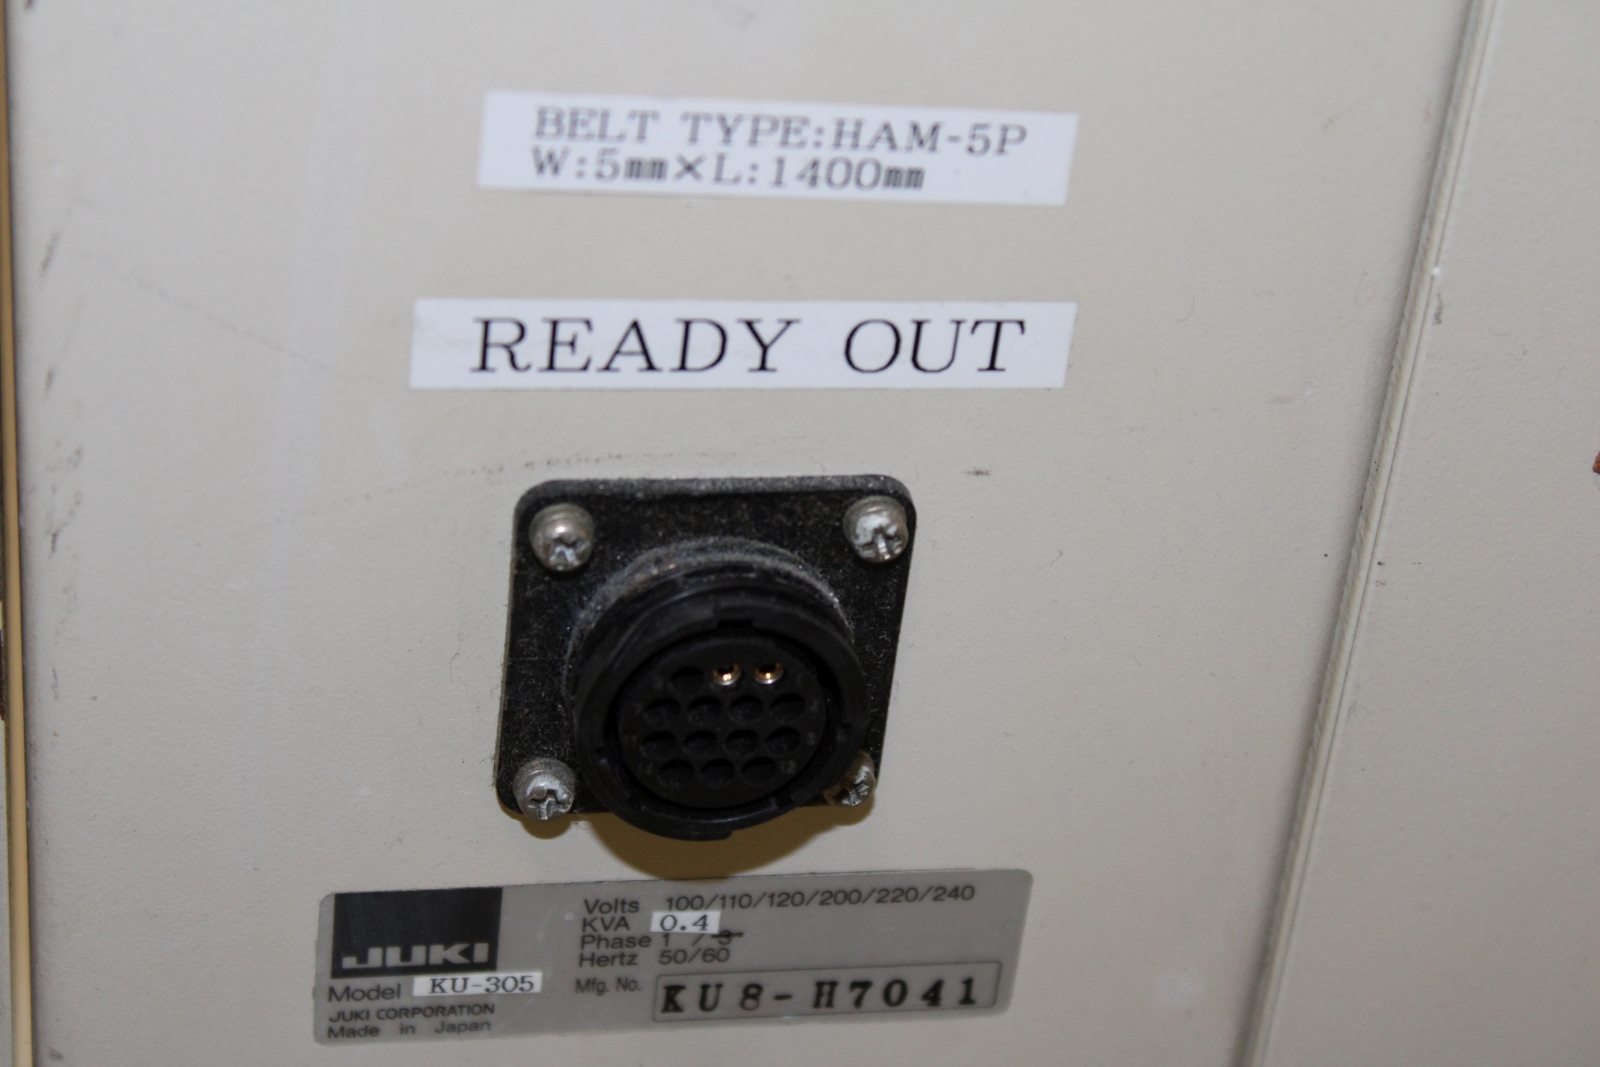 BELT TYPE:HAM-5P
W:5mm×L:1400mm
READY OUT
JUKI
Model KU-305
JUKI CORPORATION
Made in Japan
Volts 100/110/120/200/220/240
KVA 0.4
Phase 1 / 3
Hertz 50/60
Mfg. No. KU8-H7041